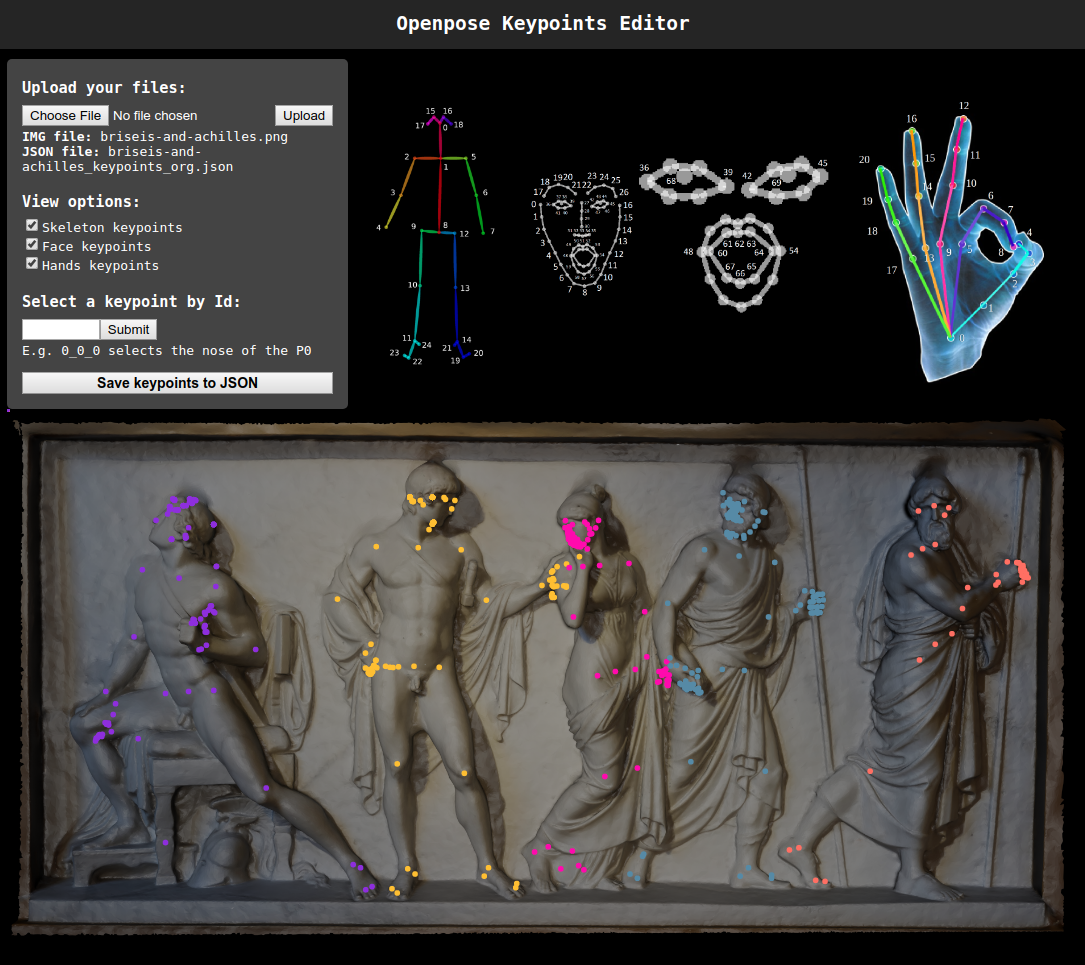 Openpose Keypoints Editor
Upload your files:
Choose File No file chosen Upload
IMG file: briseis-and-achilles.png
JSON file: briseis-and-
achilles_keypoints_org.json
View options:
Skeleton keypoints
Face keypoints
Hands keypoints
Select a keypoint by Id:
Submit
E.g. 0_0_0 selects the nose of the P0
Save keypoints to JSON
15 16
17 0 18
2 5
1
3 6
4 7
9 8 12
10 13
11 24 14
23 22 21 20
19
18 19 20 21 22 23 24 25
17 26
0 16
1 15
2 14
3 13
4 12
5 11
6 10
7 8 9
36 39 42 45
68 69
48 54
61 62 63
60 64
67 66 65
12
16
20 15 11
19 14 10 6
18 7
17 13 9 5 8 4
3
2
1
0